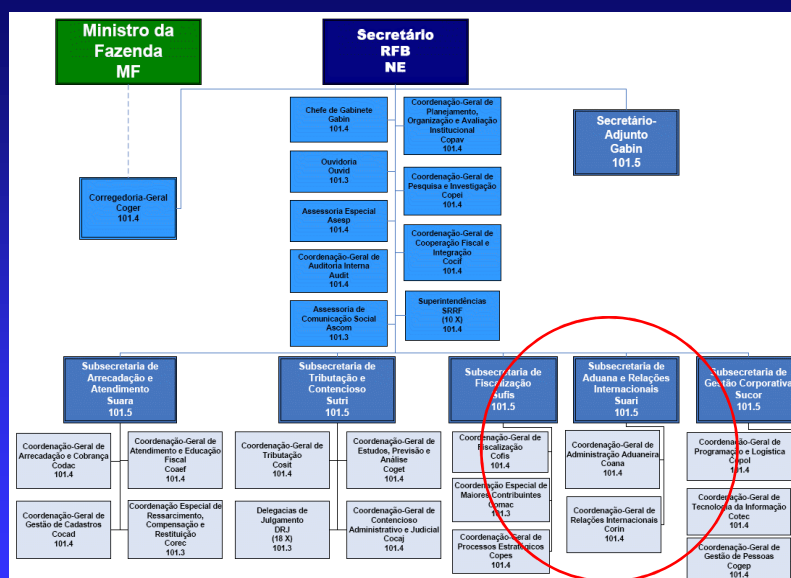 Ministro da
Fazenda
MF
Secretário
RFB
NE
Chefe de Gabinete
Gabin
101.4
Coordenação-Geral de
Planejamento,
Organização e Avaliação
Institucional
Copav
101.4
Secretário-
Adjunto
Gabin
101.5
Ouvidoria
Ouvid
101.3
Coordenação-Geral de
Pesquisa e Investigação
Copei
101.4
Corregedoria-Geral
Coger
101.4
Assessoria Especial
Asesp
101.4
Coordenação-Geral de
Cooperação Fiscal e
Integração
Cocif
101.4
Coordenação-Geral de
Auditoria Interna
Audit
101.4
Assessoria de
Comunicação Social
Ascom
101.3
Superintendências
SRRF
(10 X)
101.4
Subsecretaria de
Arrecadação e
Atendimento
Suara
101.5
Subsecretaria de
Tributação e
Contencioso
Sutri
101.5
Subsecretaria de
Fiscalização
Sufis
101.5
Subsecretaria de
Aduana e Relações
Internacionais
Suari
101.5
Subsecretaria de
Gestão Corporativa
Sucor
101.5
Coordenação-Geral de
Arrecadação e Cobrança
Codac
101.4
Coordenação-Geral de
Atendimento e Educação
Fiscal
Coaef
101.4
Coordenação-Geral de
Tributação
Cosit
101.4
Coordenação-Geral de
Estudos, Previsão e
Análise
Coget
101.4
Coordenação-Geral de
Fiscalização
Cofis
101.4
Coordenação-Geral de
Administração Aduaneira
Coana
101.4
Coordenação-Geral de
Programação e Logística
Copol
101.4
Coordenação-Geral de
Gestão de Cadastros
Cocad
101.4
Coordenação Especial de
Ressarcimento,
Compensação e
Restituição
Corec
101.3
Delegacias de
Julgamento
DRJ
(18 X)
101.3
Coordenação-Geral de
Contencioso
Administrativo e Judicial
Cocaj
101.4
Coordenação Especial de
Maiores Contribuintes
Comac
101.3
Coordenação-Geral de
Relações Internacionais
Corin
101.4
Coordenação-Geral de
Tecnologia da Informação
Cotec
101.4
Coordenação-Geral de
Processos Estratégicos
Copes
101.4
Coordenação-Geral de
Gestão de Pessoas
Cogep
101.4